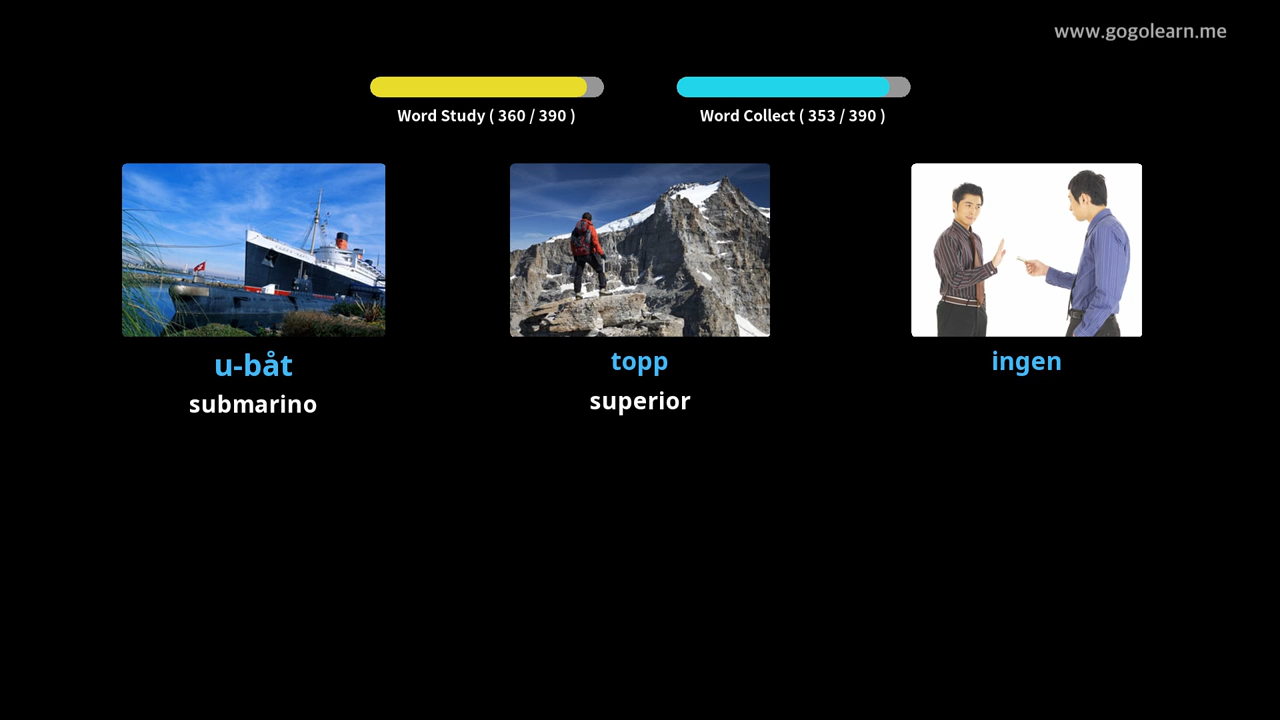 www.gogolearn.me
Word Study ( 360 / 390 )
Word Collect ( 353 / 390 )
u-båt
topp
ingen
submarino
superior